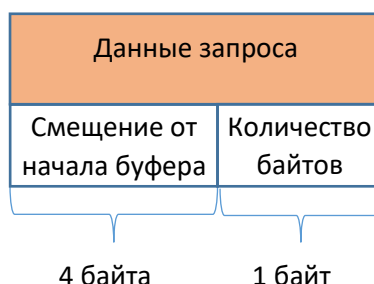 Данные запроса
Смещение от
начала буфера
Количество
байтов
4 байта
1 байт